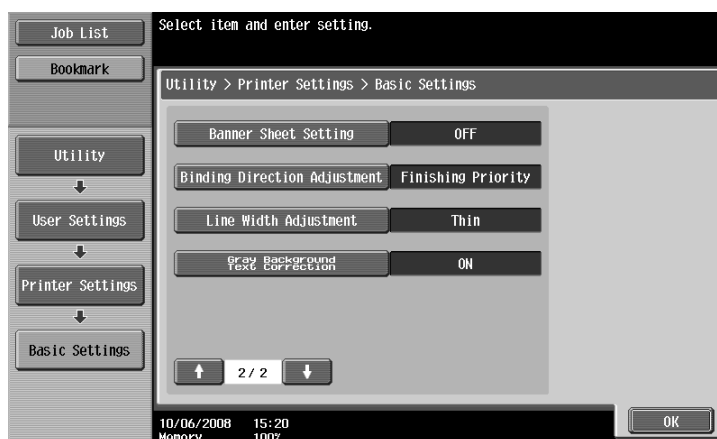 Job List
Bookmark
Utility
User Settings
Printer Settings
Basic Settings
Select item and enter setting.
Utility > Printer Settings > Basic Settings
Banner Sheet Setting OFF
Binding Direction Adjustment Finishing Priority
Line Width Adjustment Thin
Gray Background
Text Correction ON
2/ 2
OK
10/06/2008 15:20
Memory 100%